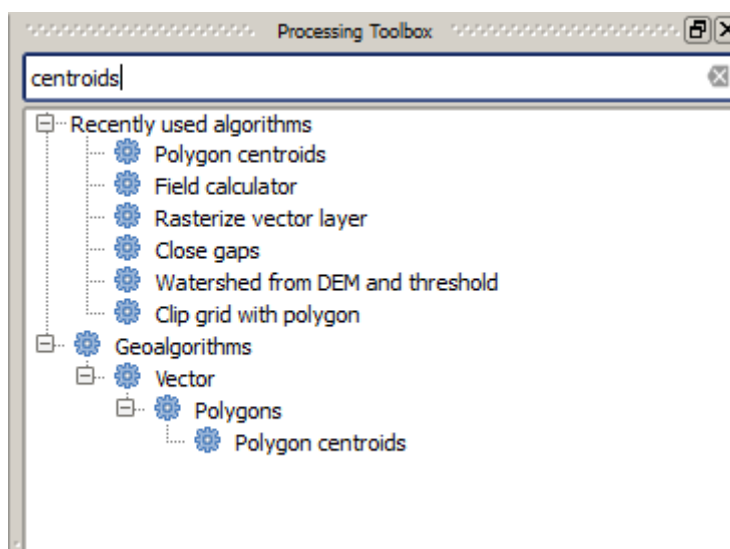 Processing Toolbox
centroids
Recently used algorithms
Polygon centroids
Field calculator
Rasterize vector layer
Close gaps
Watershed from DEM and threshold
Clip grid with polygon
Geoalgorithms
Vector
Polygons
Polygon centroids